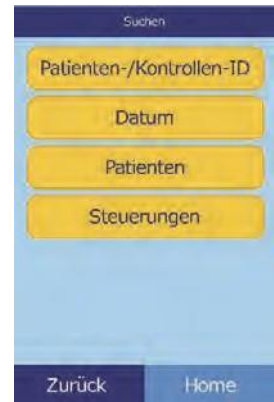 Suchen
Patienten-/Kontrollen-ID
Datum
Patienten
Steuerungen
Zurück Home